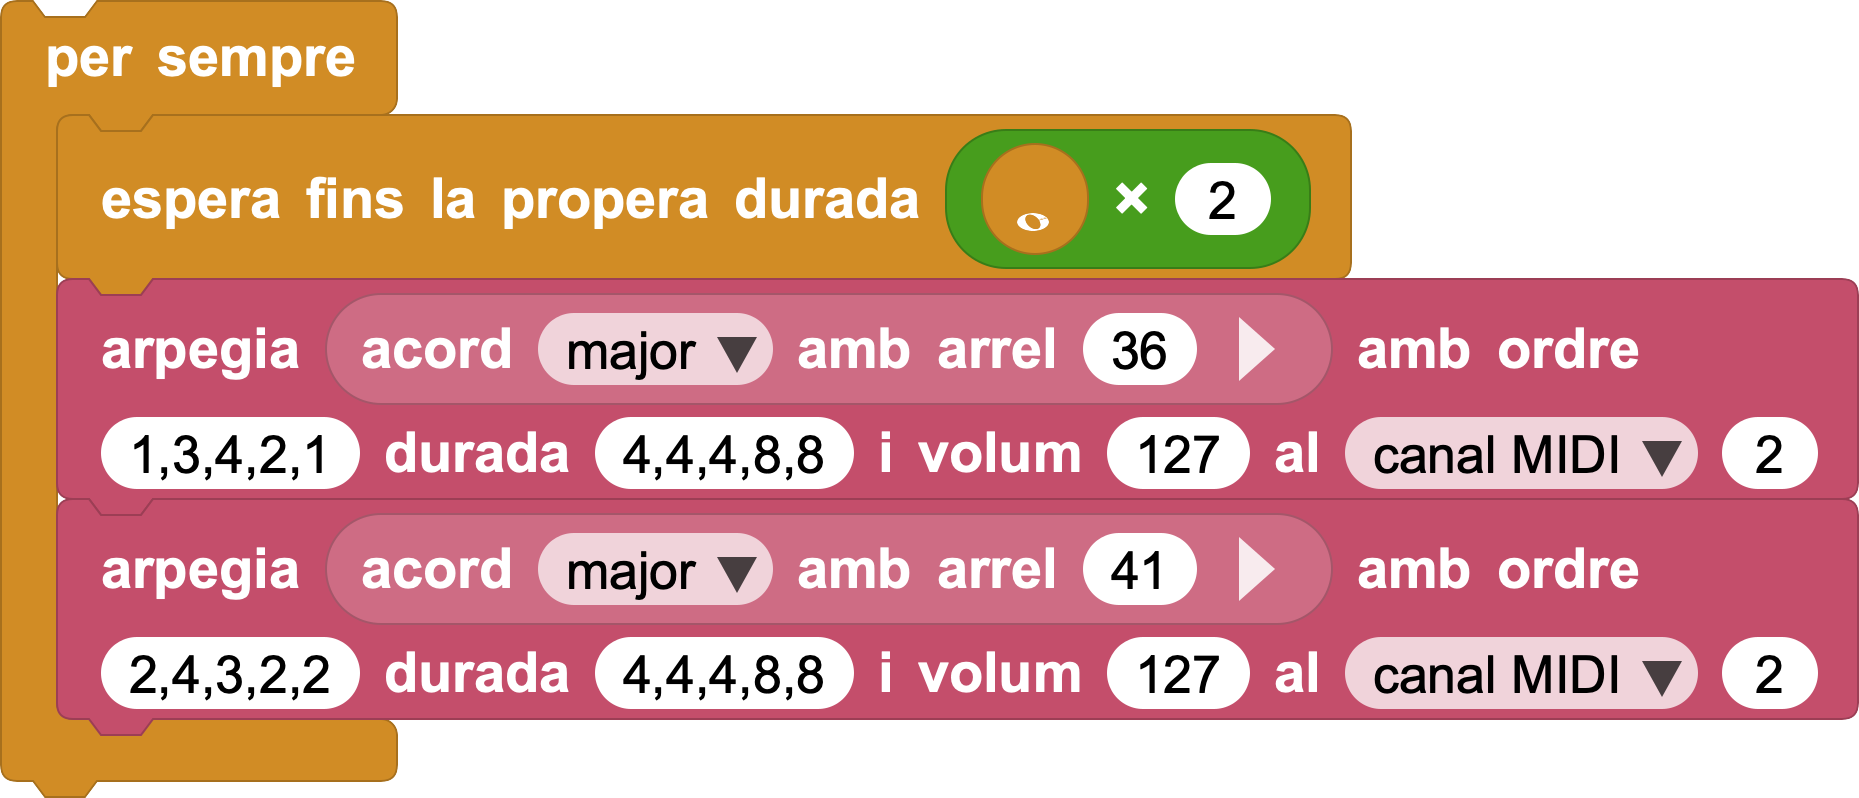 per sempre
espera fins la propera durada × 2
arpegia acord major amb arrel 36 amb ordre
1,3,4,2,1 durada 4,4,4,8,8 i volum 127 al canal MIDI 2
arpegia acord major amb arrel 41 amb ordre
2,4,3,2,2 durada 4,4,4,8,8 i volum 127 al canal MIDI 2